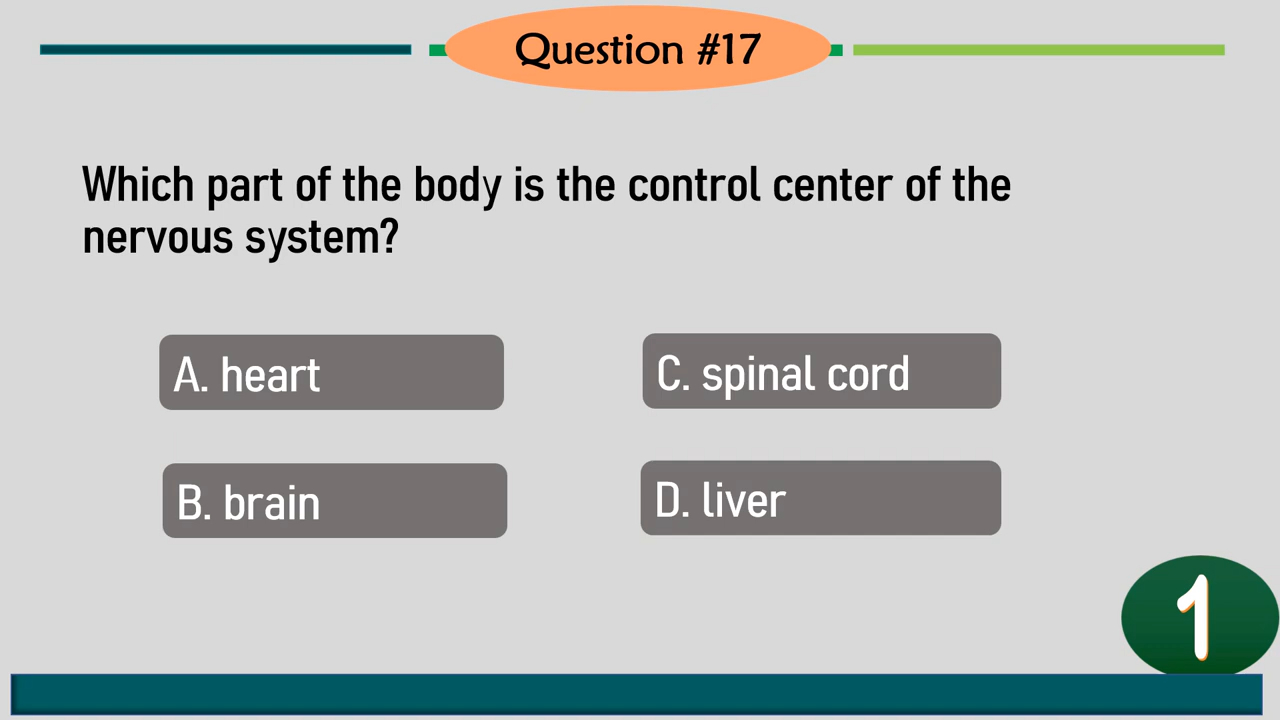 Question #17
Which part of the body is the control center of the
nervous system?
A. heart
C. spinal cord
B. brain
D. liver
1